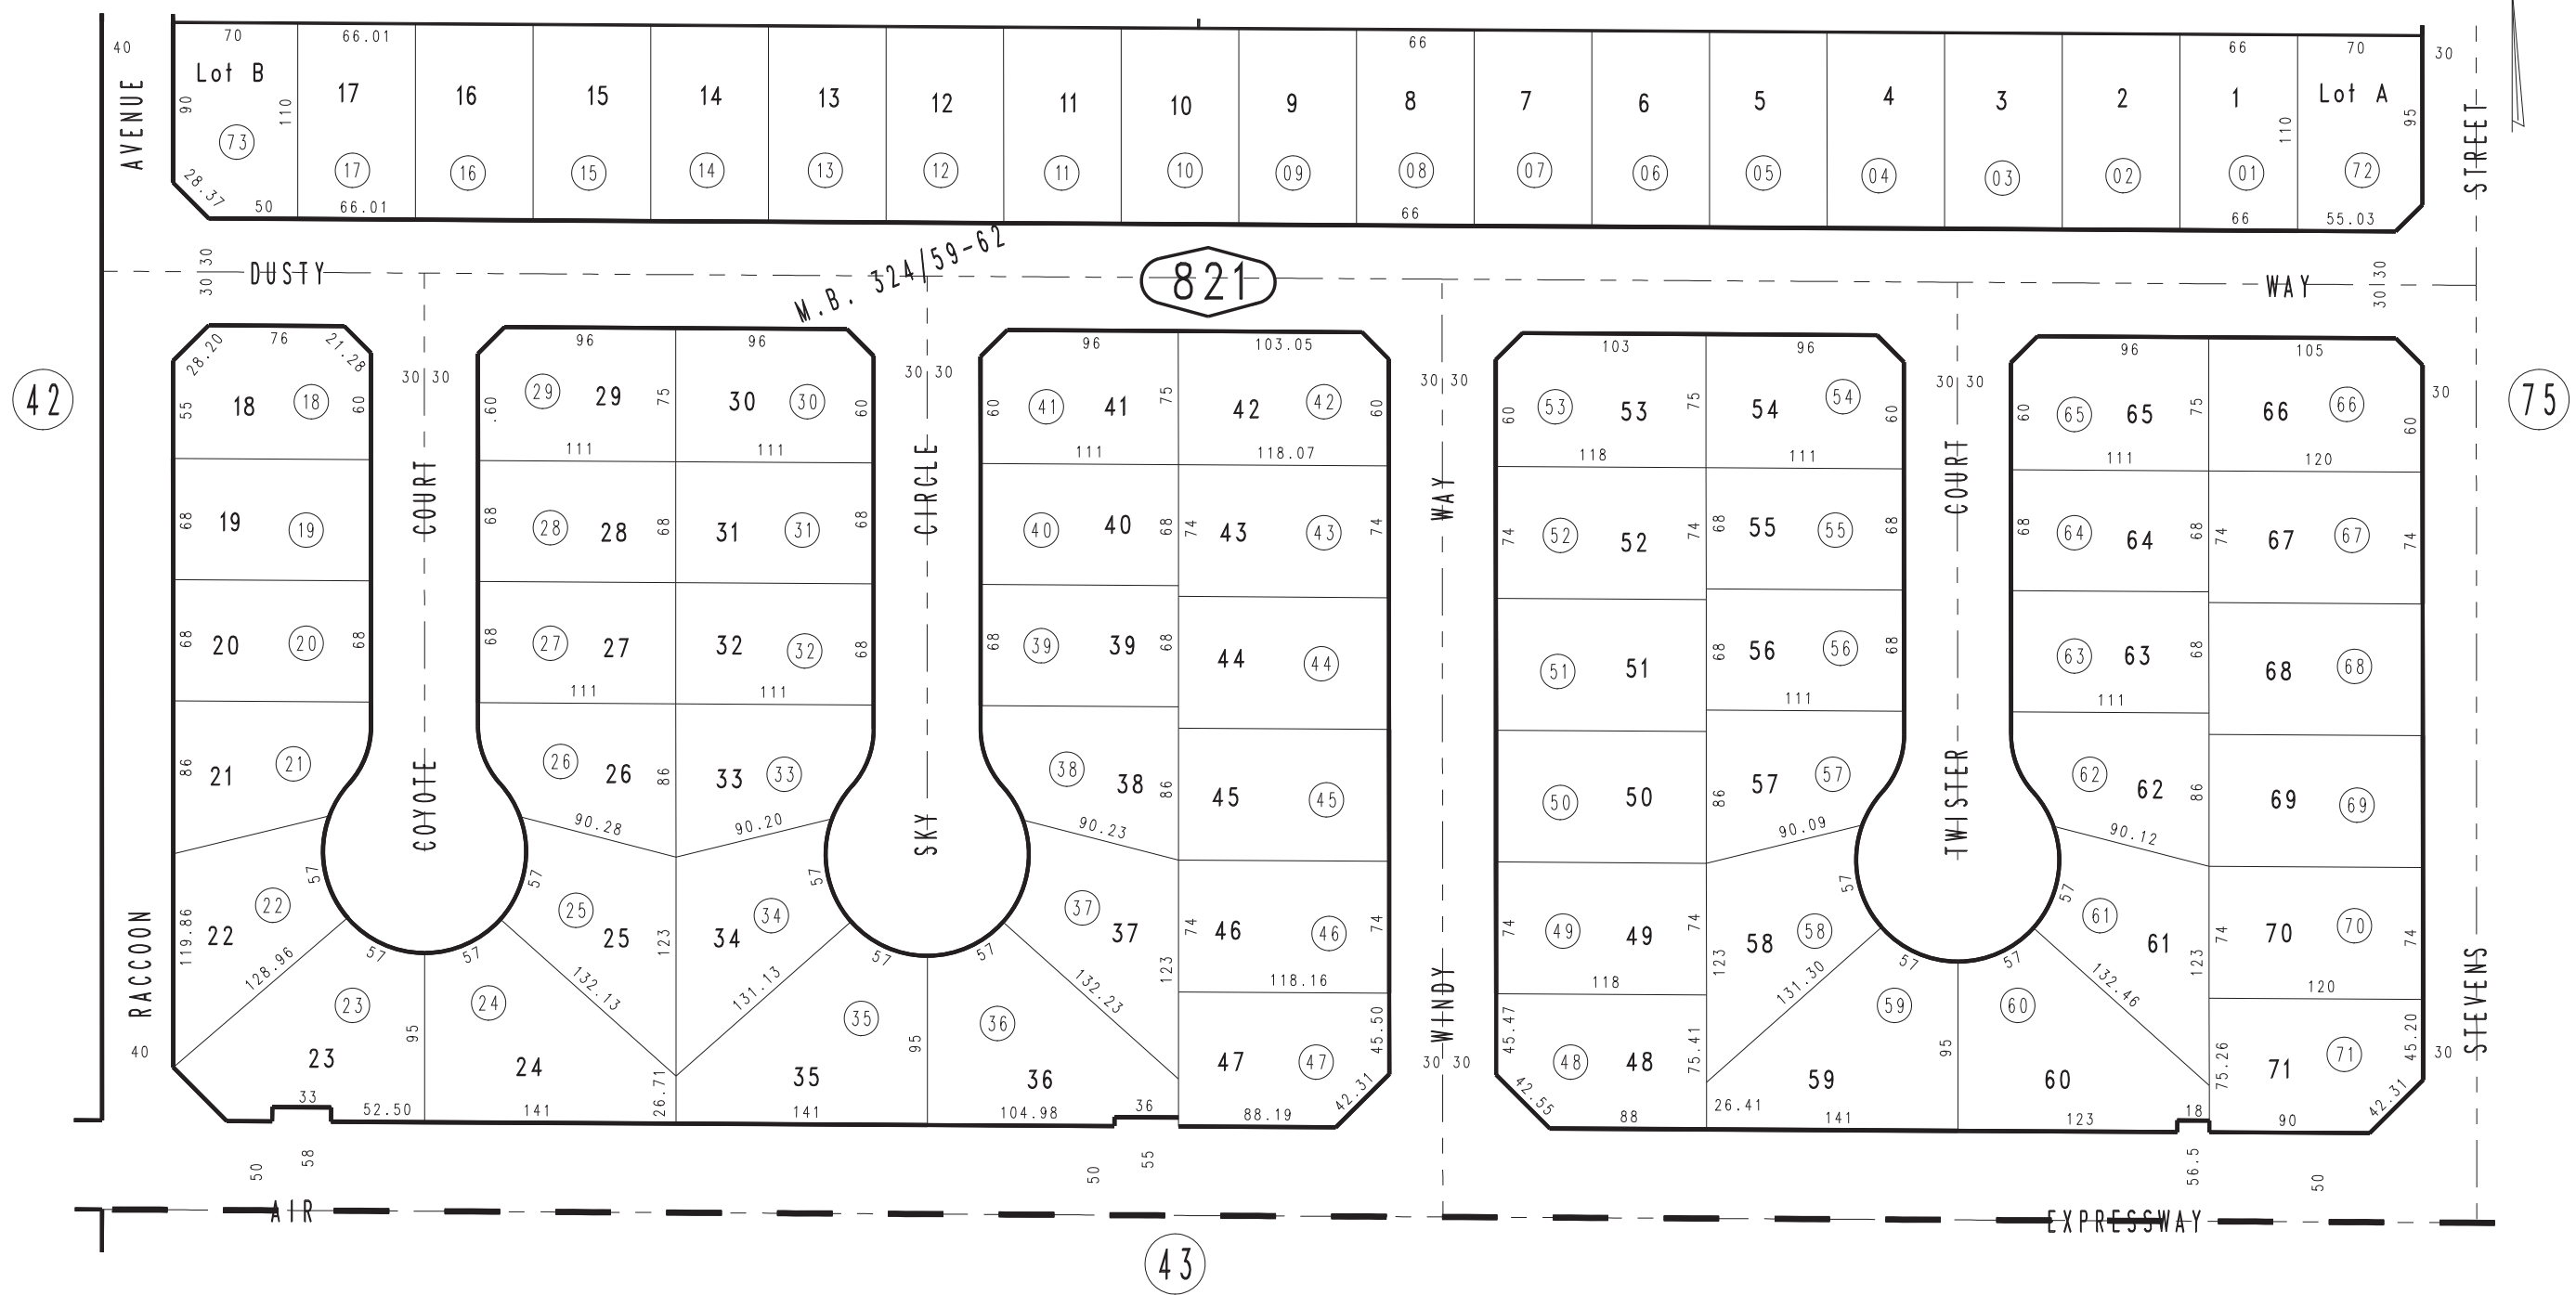 40 70 66.01 66 66 70 30
Lot B 17 16 15 14 13 12 11 10 9 8 7 6 5 4 3 2 1 Lot A
AVENUE 90 110 110 95 STREET
73 17 16 15 14 13 12 11 10 09 08 07 06 05 04 03 02 01 72
28.37 50 66.01 66 66 55.03
M.B. 324/59-62
30 30 DUSTY 821 WAY 30 30
28.20 76 21.28 96 96 96 103.05 103 96 96 105
30 30 30 30 30 30 30 30 30
42 75
55 18 18 60 60 29 29 75 30 30 60 60 41 41 75 42 42 60 60 53 53 75 54 54 60 60 65 65 75 66 66 60
111 111 111 118.07 118 111 111 120
COURT CIRCLE WAY COURT
68 19 19 68 28 28 68 31 31 68 40 40 68 74 43 43 74 74 52 52 74 68 55 55 68 68 64 64 68 74 67 67 74
68 20 20 68 68 27 27 32 32 68 68 39 39 68 44 44 51 51 68 56 56 68 63 63 68 68 68
111 111 111 111
86 21 21 COYOTE 26 26 86 33 33 SKY 38 38 86 45 45 50 50 86 57 57 TWISTER 62 62 86 69 69
90.28 90.20 90.23 90.09 90.12
57 57 57 57 57
RACCOON 119.86 22 22 25 25 123 34 34 37 37 123 74 46 46 74 WINDY 74 49 49 74 123 58 58 61 61 123 74 70 70 74 STEVENS
128.96 57 57 132.13 131.13 57 57 132.23 118.16 118 131.30 57 57 132.46 120
23 23 95 24 24 35 35 95 36 36 47 47 45.50 45.47 48 48 75.41 59 59 95 60 60 75.26 71 71 45.20
40 30 30 30
33 52.50 141 26.71 141 104.98 36 88.19 42.31 42.55 88 26.41 141 123 18 90 42.31
50 58 50 55 56.5 50
AIR EXPRESSWAY
43